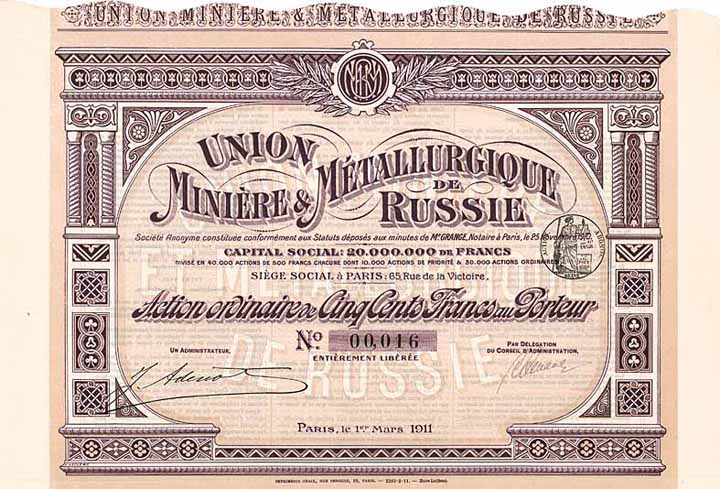 UNION MINIÈRE & MÉTALLURGIQUE DE RUSSIE
UNION
MINIÈRE & MÉTALLURGIQUE
DE
RUSSIE
Société Anonyme constituée conformément aux Statuts déposés aux minutes de Me GRANGE, Notaire à Paris, le 25 Novembre
CAPITAL SOCIAL: 20.000.000 DE FRANCS
DIVISÉ EN 40.000 ACTIONS DE 500 FRANCS CHACUNE DONT 10.000 ACTIONS DE PRIORITÉ & 30.000 ACTIONS ORDINAIRES
SIÈGE SOCIAL À PARIS: 65, Rue de la Victoire.
Action ordinaire de Cinq Cents Francs au Porteur
No 00,016
ENTIÈREMENT LIBÉRÉE
UN ADMINISTRATEUR,
PAR DÉLÉGATION
DU CONSEIL D'ADMINISTRATION,
PARIS, le 1er MARS 1911
E METALLURGIQUE
DE RUSSIE